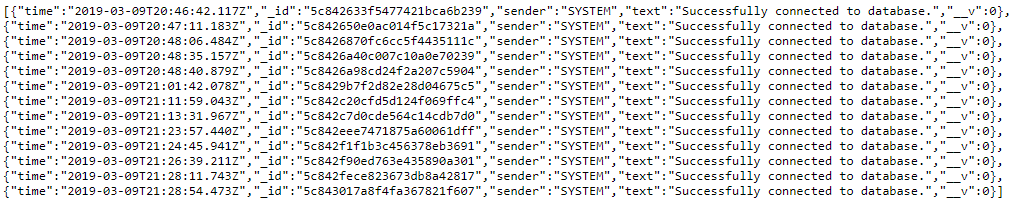 [{"time":"2019-03-09T20:46:42.117Z","_id":"5c842633f5477421bca6b239","sender":"SYSTEM","text":"Successfully connected to database.","__v":0},
{"time":"2019-03-09T20:47:11.183Z","_id":"5c842650e0ac014f5c17321a","sender":"SYSTEM","text":"Successfully connected to database.","__v":0},
{"time":"2019-03-09T20:48:06.484Z","_id":"5c8426870fc6cc5f4435111c","sender":"SYSTEM","text":"Successfully connected to database.","__v":0},
{"time":"2019-03-09T20:48:35.157Z","_id":"5c8426a40c007c10a0e70239","sender":"SYSTEM","text":"Successfully connected to database.","__v":0},
{"time":"2019-03-09T20:48:40.879Z","_id":"5c8426a98cd24f2a207c5904","sender":"SYSTEM","text":"Successfully connected to database.","__v":0},
{"time":"2019-03-09T21:01:42.078Z","_id":"5c8429b7f2d82e28d04675c5","sender":"SYSTEM","text":"Successfully connected to database.","__v":0},
{"time":"2019-03-09T21:11:59.043Z","_id":"5c842c20cfd5d124f069ffc4","sender":"SYSTEM","text":"Successfully connected to database.","__v":0},
{"time":"2019-03-09T21:13:31.967Z","_id":"5c842c7d0cde564c14cdb7d0","sender":"SYSTEM","text":"Successfully connected to database.","__v":0},
{"time":"2019-03-09T21:23:57.440Z","_id":"5c842eee7471875a60061dff","sender":"SYSTEM","text":"Successfully connected to database.","__v":0},
{"time":"2019-03-09T21:24:45.941Z","_id":"5c842f1f1b3c456378eb3691","sender":"SYSTEM","text":"Successfully connected to database.","__v":0},
{"time":"2019-03-09T21:26:39.211Z","_id":"5c842f90ed763e435890a301","sender":"SYSTEM","text":"Successfully connected to database.","__v":0},
{"time":"2019-03-09T21:28:11.743Z","_id":"5c842fece823673db8a42817","sender":"SYSTEM","text":"Successfully connected to database.","__v":0},
{"time":"2019-03-09T21:28:54.473Z","_id":"5c843017a8f4fa367821f607","sender":"SYSTEM","text":"Successfully connected to database.","__v":0}]